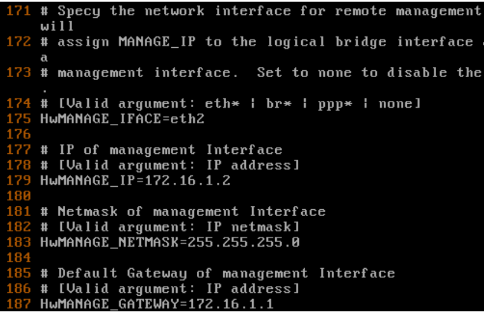 171 # Specy the network interface for remote management
will
172 # assign MANAGE_IP to the logical bridge interface
a
173 # management interface.  Set to none to disable the
.
174 # [Valid argument: eth* | br* | ppp* | none]
175 HwMANAGE_IFACE=eth2
176
177 # IP of management Interface
178 # [Valid argument: IP address]
179 HwMANAGE_IP=172.16.1.2
180
181 # Netmask of management Interface
182 # [Valid argument: IP netmask]
183 HwMANAGE_NETMASK=255.255.255.0
184
185 # Default Gateway of management Interface
186 # [Valid argument: IP address]
187 HwMANAGE_GATEWAY=172.16.1.1